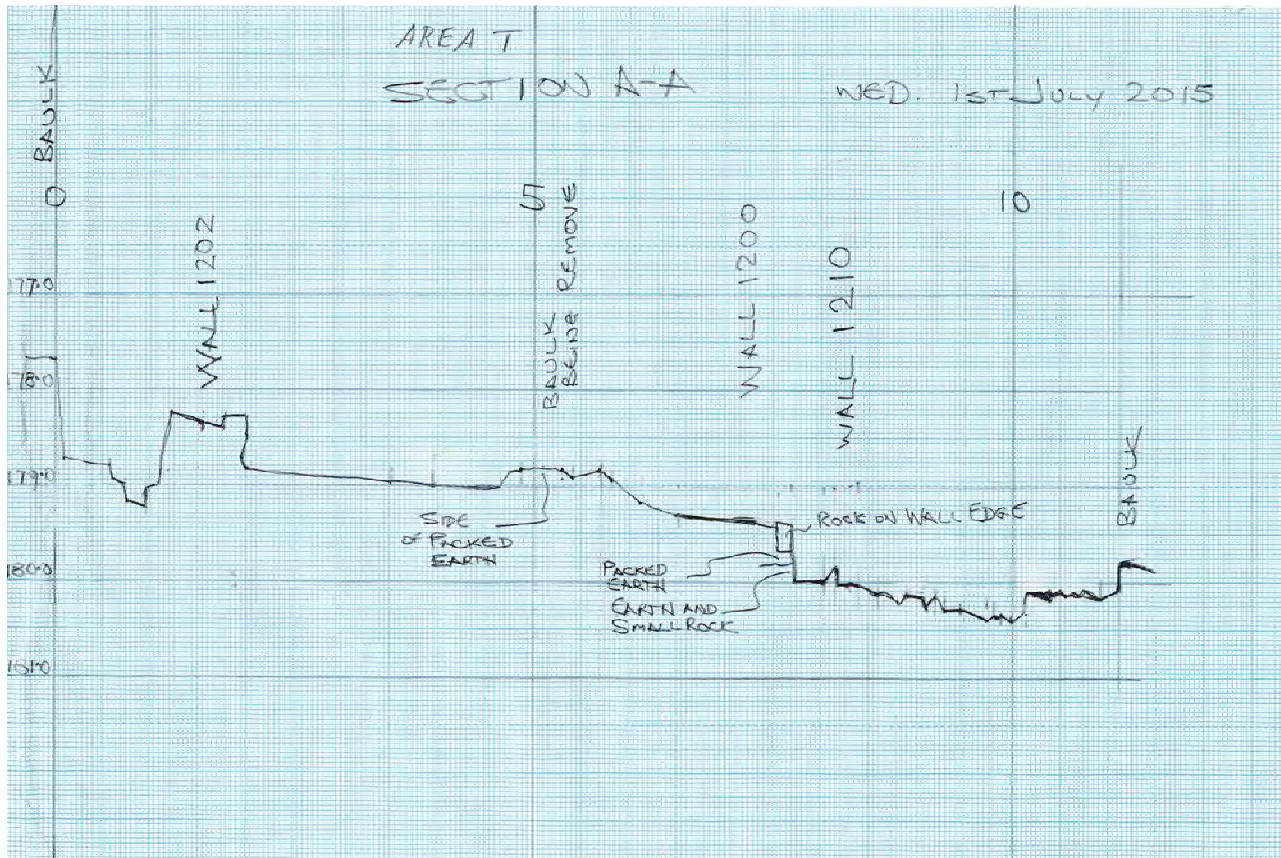 AREA T
SECTION A-A
WED. 1ST JULY 2015
BAULK
0
5
10
WALL 1202
BAULK
BEING REMOVE
WALL 1200
WALL 1210
BAULK
177.0
178.0
179.0
180.0
181.0
SIDE
OF PACKED
EARTH
ROCK ON WALL EDGE
PACKED
EARTH
EARTH AND
SMALL ROCK